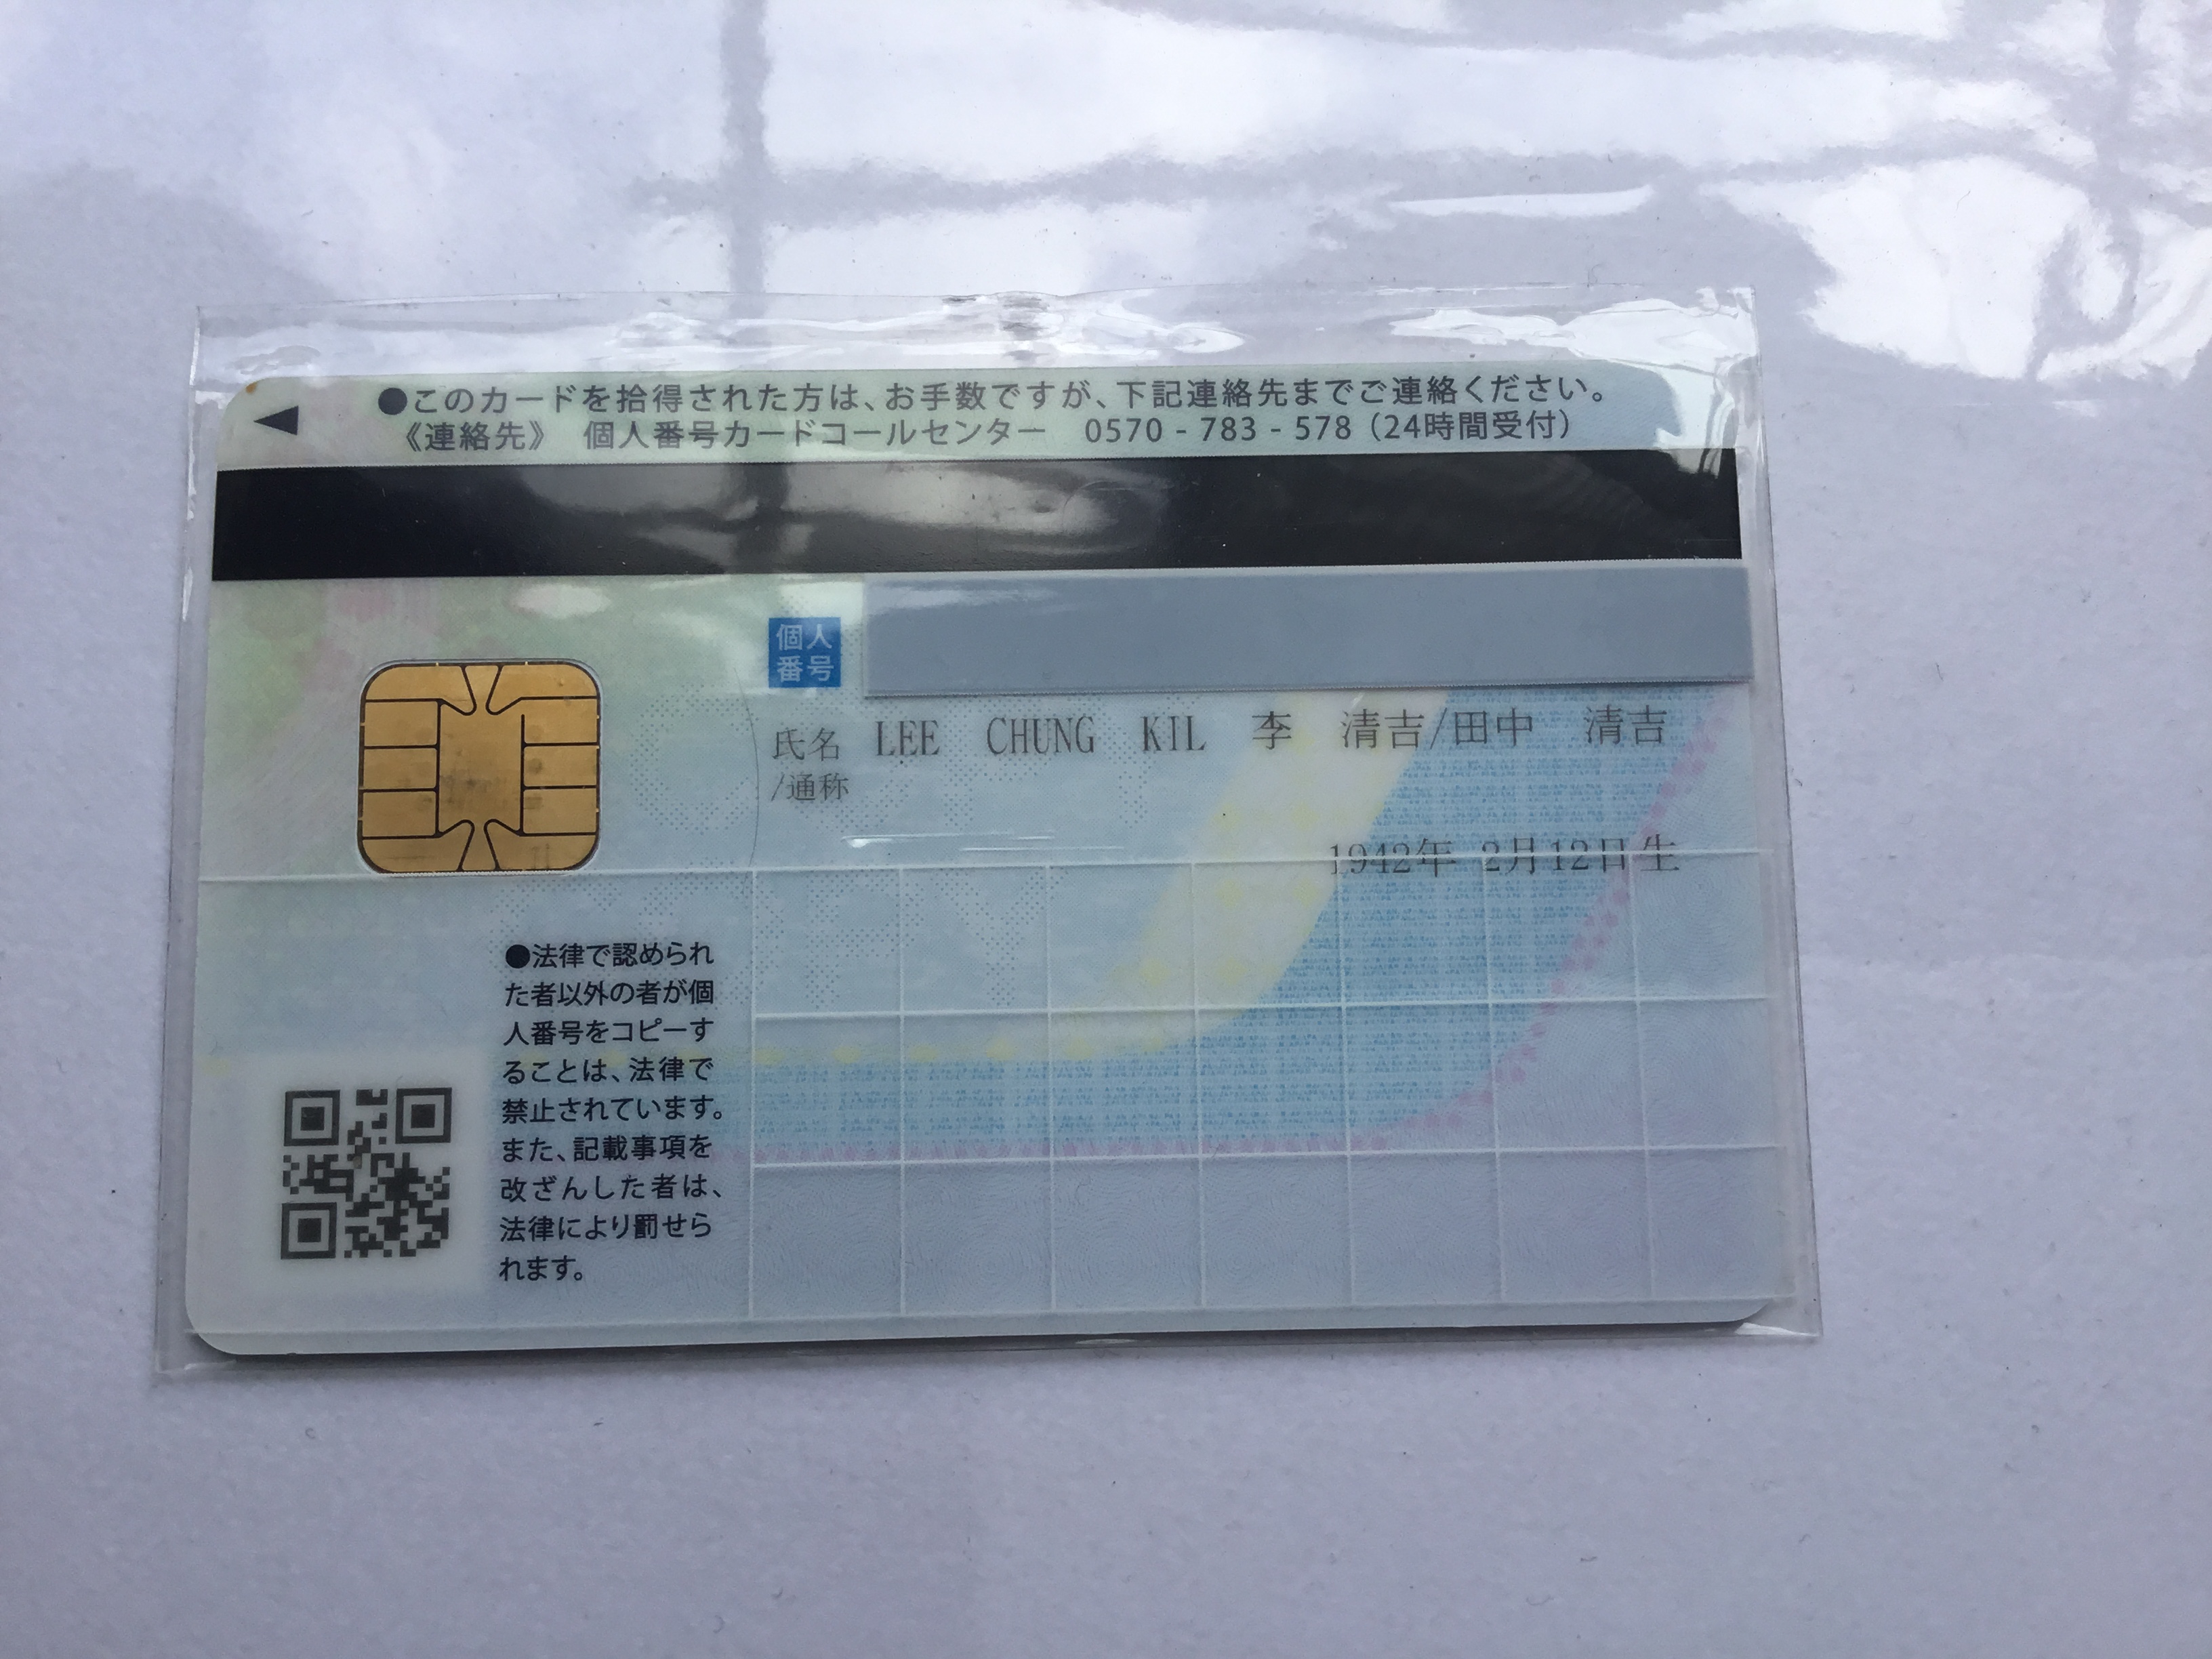 ●このカードを拾得された方は、お手数ですが、下記連絡先までご連絡ください。
《連絡先》 個人番号カードコールセンター 0570-783-578(24時間受付)
個人
番号
氏名 LEE CHUNG KIL 李 清吉/田中 清吉
/通称
1942年 2月12日生
●法律で認められ
た者以外の者が個
人番号をコピーす
ることは、法律で
禁止されています。
また、記載事項を
改ざんした者は、
法律により罰せら
れます。